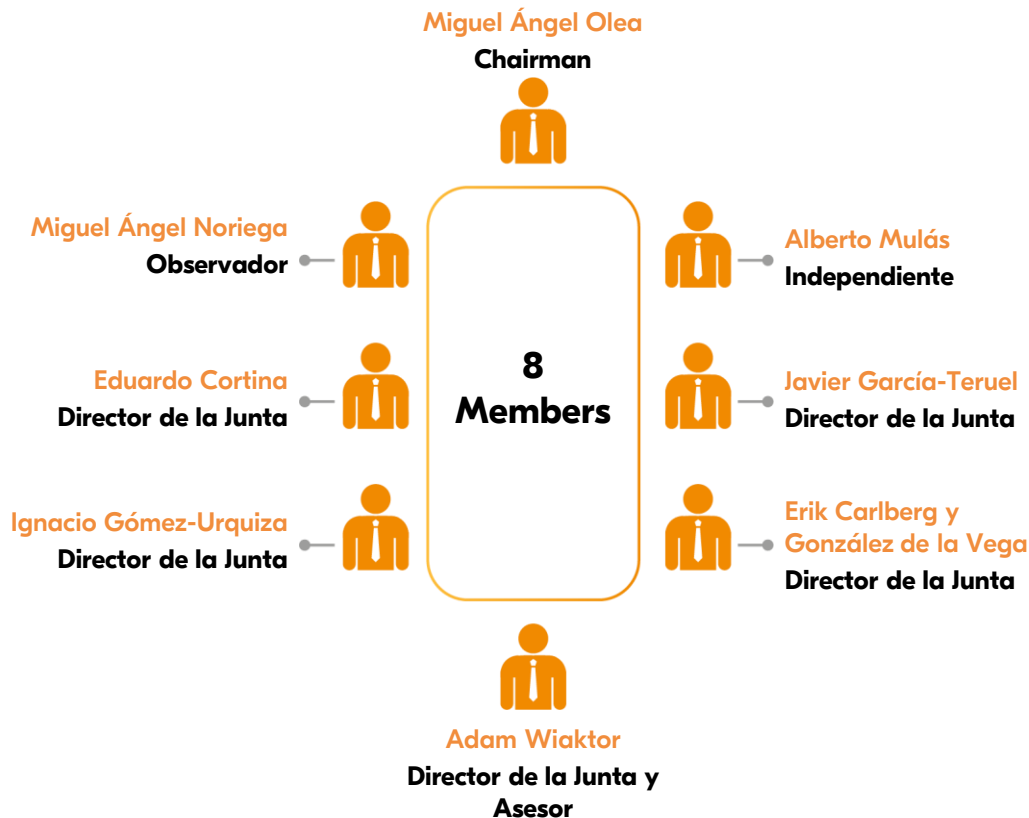 Miguel Ángel Olea
Chairman
Miguel Ángel Noriega
Observador
Alberto Mulás
Independiente
Eduardo Cortina
Director de la Junta
8
Members
Javier García-Teruel
Director de la Junta
Ignacio Gómez-Urquiza
Director de la Junta
Erik Carlberg y
González de la Vega
Director de la Junta
Adam Wiaktor
Director de la Junta y
Asesor